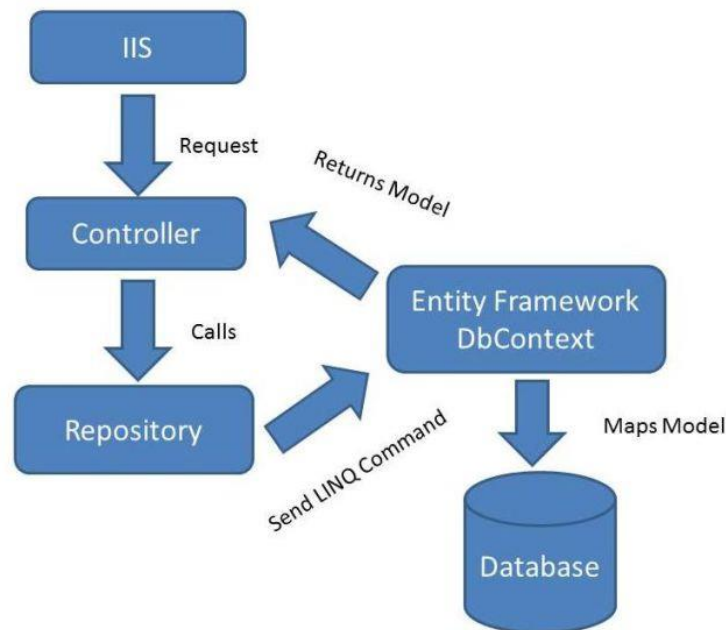 IIS
Request
Returns Model
Controller
Entity Framework
DbContext
Calls
Maps Model
Repository
Send LINQ Command
Database